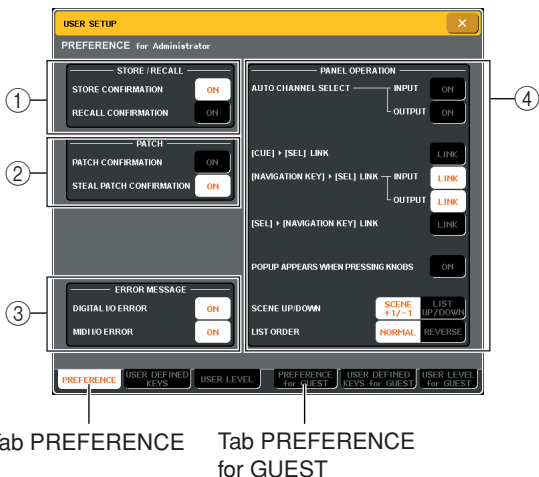 USER SETUP
PREFERENCE for Administrator
STORE/RECALL
STORE CONFIRMATION ON
RECALL CONFIRMATION ON
① 
PATCH
PATCH CONFIRMATION ON
STEAL PATCH CONFIRMATION ON
②
ERROR MESSAGE
DIGITAL I/O ERROR ON
MIDI I/O ERROR ON
③
PANEL OPERATION
AUTO CHANNEL SELECT INPUT ON
OUTPUT ON
[CUE] ▸ [SEL] LINK LINK
[NAVIGATION KEY] ▸ [SEL] LINK INPUT LINK
OUTPUT LINK
[SEL] ▸ [NAVIGATION KEY] LINK LINK
POPUP APPEARS WHEN PRESSING KNOBS ON
SCENE UP/DOWN SCENE +1/-1 LIST UP/DOWN
LIST ORDER NORMAL REVERSE
④
PREFERENCE
USER DEFINED KEYS
USER LEVEL
PREFERENCE for GUEST
USER DEFINED KEYS for GUEST
USER LEVEL for GUEST
Tab PREFERENCE
Tab PREFERENCE
for GUEST